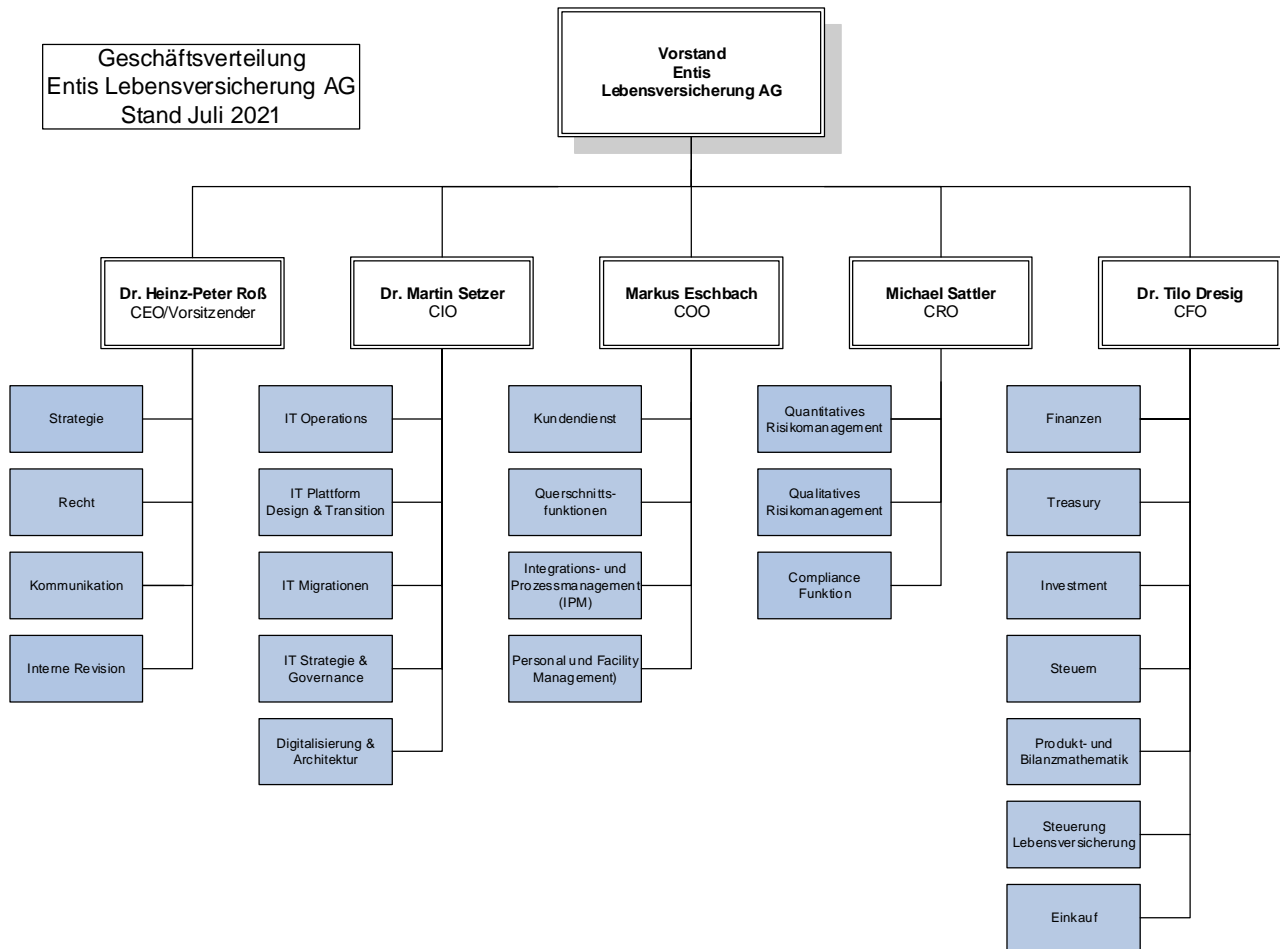 Geschäftsverteilung
Entis Lebensversicherung AG
Stand Juli 2021
Vorstand
Entis
Lebensversicherung AG
Dr. Heinz-Peter Roß
CEO/Vorsitzender
Dr. Martin Setzer
CIO
Markus Eschbach
COO
Michael Sattler
CRO
Dr. Tilo Dresig
CFO
Strategie
Recht
Kommunikation
Interne Revision
IT Operations
IT Plattform
Design & Transition
IT Migrationen
IT Strategie &
Governance
Digitalisierung &
Architektur
Kundendienst
Querschnitts-
funktionen
Integrations- und
Prozessmanagement
(IPM)
Personal und Facility
Management)
Quantitatives
Risikomanagement
Qualitatives
Risikomanagement
Compliance
Funktion
Finanzen
Treasury
Investment
Steuern
Produkt- und
Bilanzmathematik
Steuerung
Lebensversicherung
Einkauf